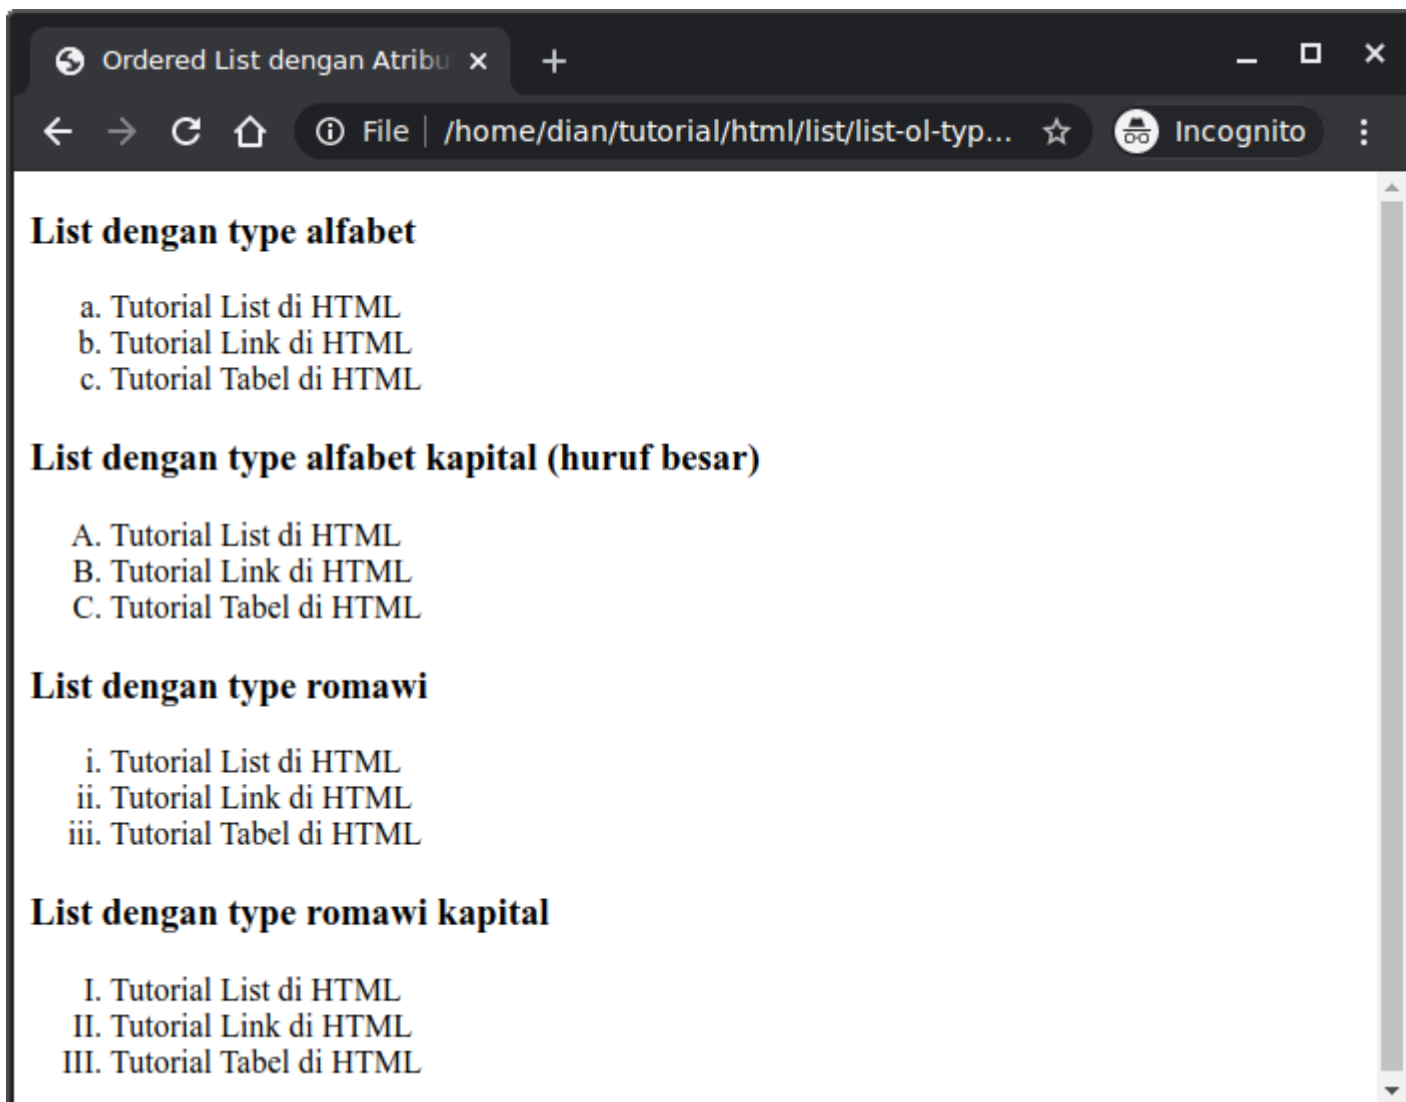 Ordered List dengan Atribu
File /home/dian/tutorial/html/list/list-ol-typ... Incognito
List dengan type alfabet
a. Tutorial List di HTML
b. Tutorial Link di HTML
c. Tutorial Tabel di HTML
List dengan type alfabet kapital (huruf besar)
A. Tutorial List di HTML
B. Tutorial Link di HTML
C. Tutorial Tabel di HTML
List dengan type romawi
i. Tutorial List di HTML
ii. Tutorial Link di HTML
iii. Tutorial Tabel di HTML
List dengan type romawi kapital
I. Tutorial List di HTML
II. Tutorial Link di HTML
III. Tutorial Tabel di HTML